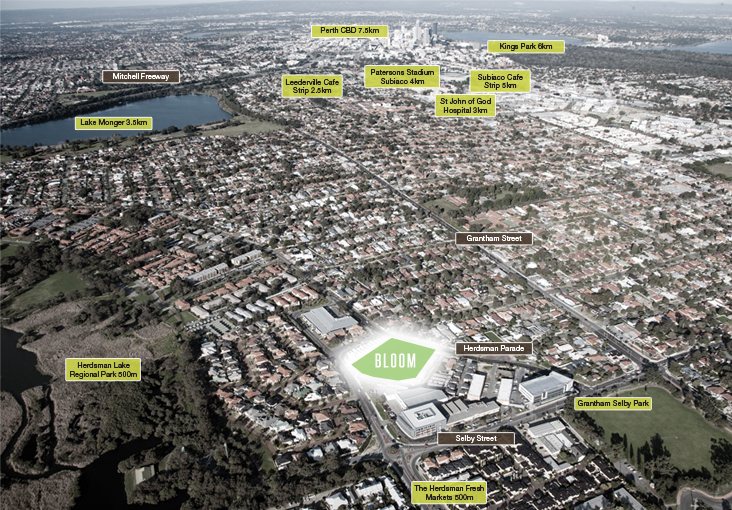 Perth CBD 7.5km
Kings Park 6km
Mitchell Freeway
Leederville Cafe
Strip 2.5km
Patersons Stadium
Subiaco 4km
Subiaco Cafe
Strip 5km
St John of God
Hospital 3km
Lake Monger 3.5km
Grantham Street
BLOOM
Herdsman Parade
Herdsman Lake
Regional Park 500m
Grantham Selby Park
Selby Street
The Herdsman Fresh
Markets 500m